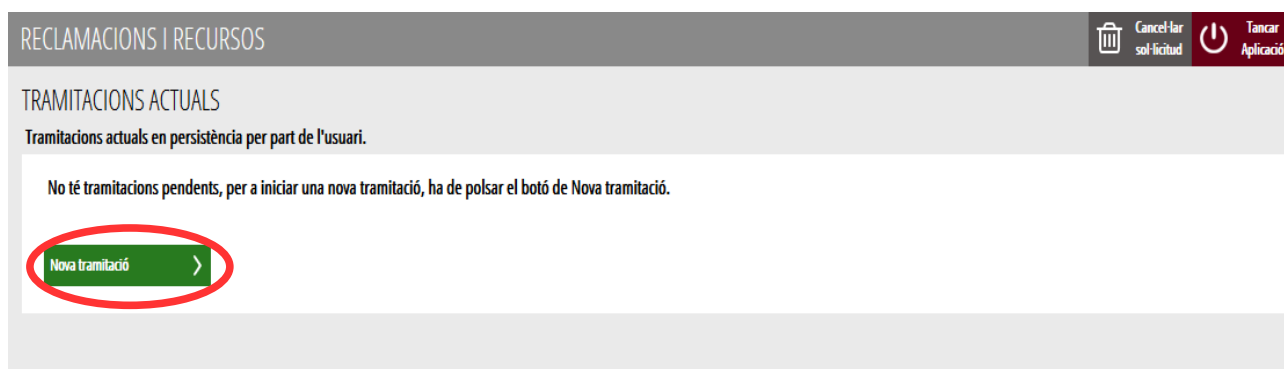 RECLAMACIONS I RECURSOS
Cancel·lar
sol·licitud
Tancar
Aplicació
TRAMITACIONS ACTUALS
Tramitacions actuals en persistència per part de l'usuari.
No té tramitacions pendents, per a iniciar una nova tramitació, ha de polsar el botó de Nova tramitació.
Nova tramitació